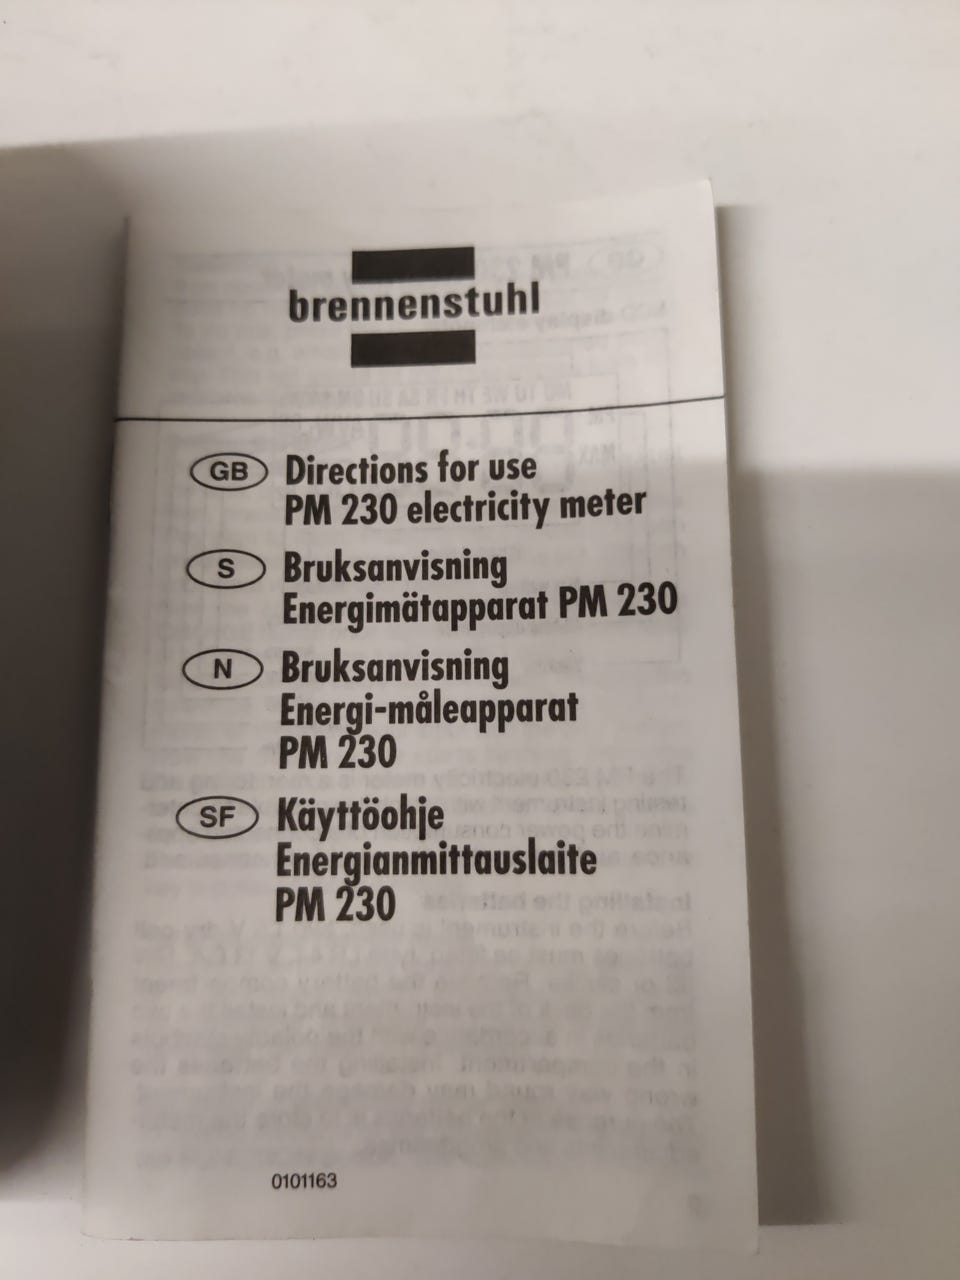 brennenstuhl
GB Directions for use
PM 230 electricity meter
S Bruksanvisning
Energimätapparat PM 230
N Bruksanvisning
Energi-måleapparat
PM 230
SF Käyttöohje
Energianmittauslaite
PM 230
0101163